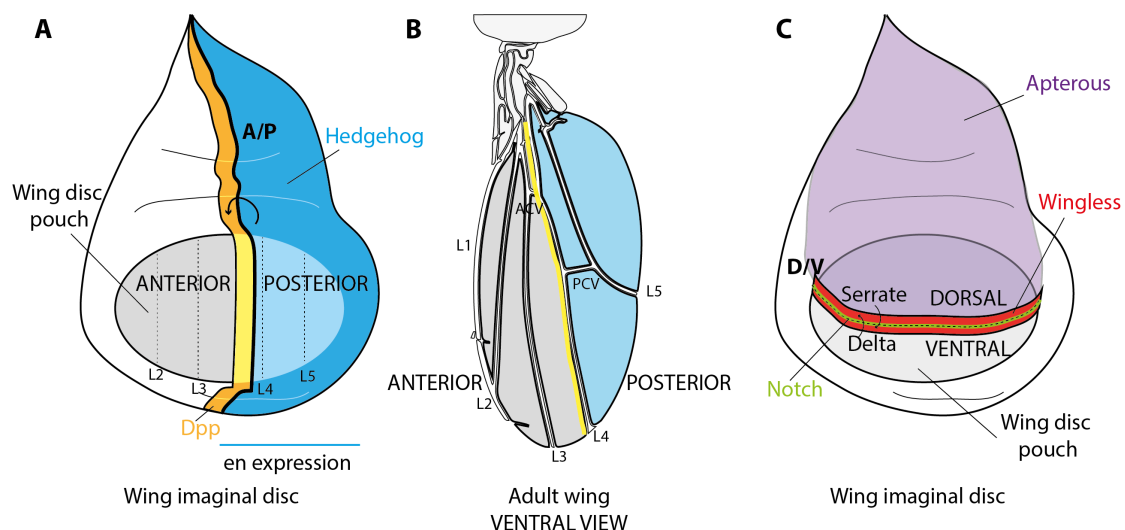 A
A/P
Hedgehog
Wing disc
pouch
ANTERIOR
POSTERIOR
L2
L3
L4
L5
Dpp
en expression
Wing imaginal disc
B
ACV
L1
PCV
L5
ANTERIOR
POSTERIOR
L2
L4
L3
Adult wing
VENTRAL VIEW
C
Apterous
Wingless
D/V
Serrate
DORSAL
Delta
VENTRAL
Notch
Wing disc
pouch
Wing imaginal disc